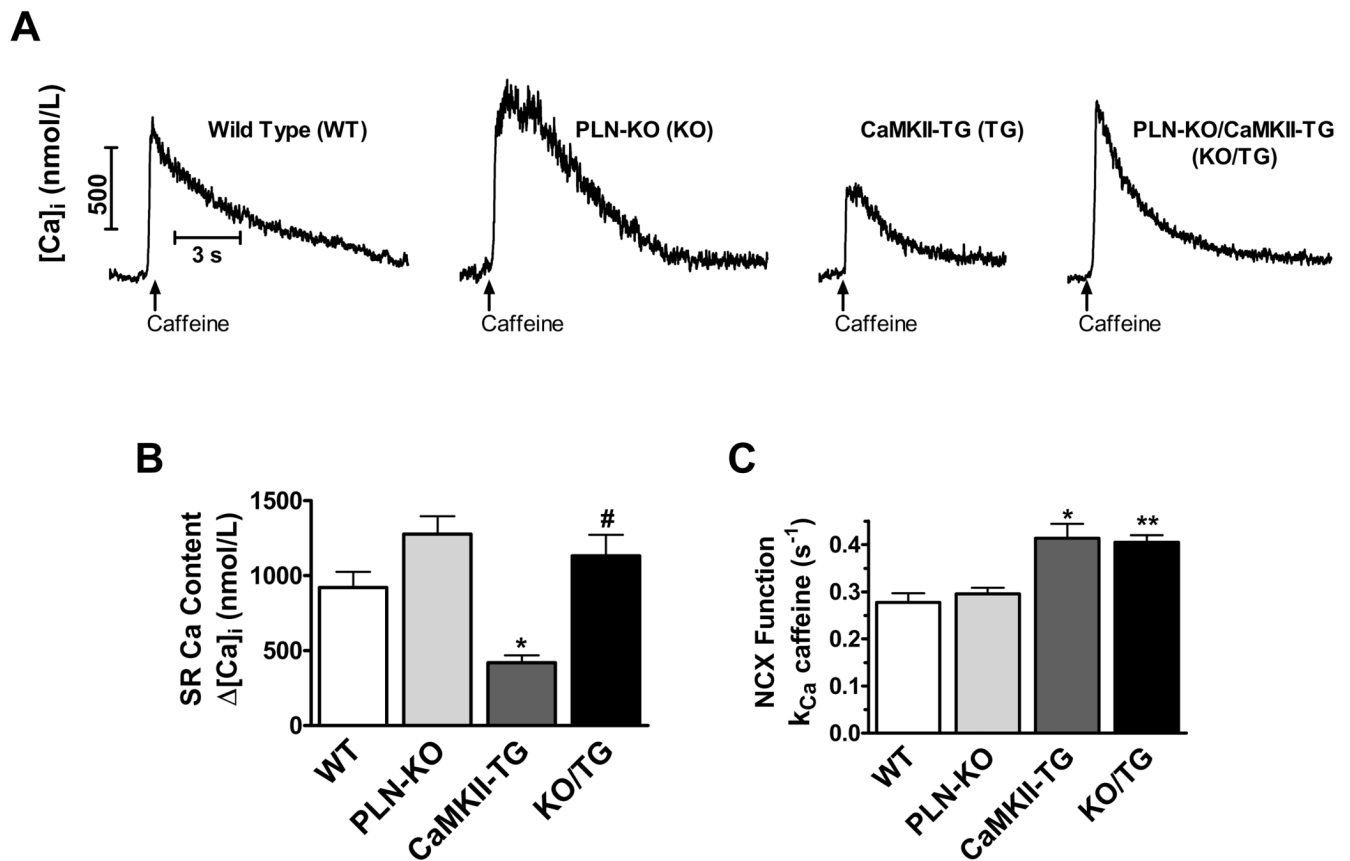 A
[Ca]i (nmol/L)
500
3 s
Wild Type (WT)
Caffeine
PLN-KO (KO)
Caffeine
CaMKII-TG (TG)
Caffeine
PLN-KO/CaMKII-TG
(KO/TG)
Caffeine
B
SR Ca Content
Δ[Ca]i (nmol/L)
1500
1000
500
0
*
#
WT
PLN-KO
CaMKII-TG
KO/TG
C
NCX Function
kCa caffeine (s-1)
0.4
0.3
0.2
0.1
0.0
*
**
WT
PLN-KO
CaMKII-TG
KO/TG